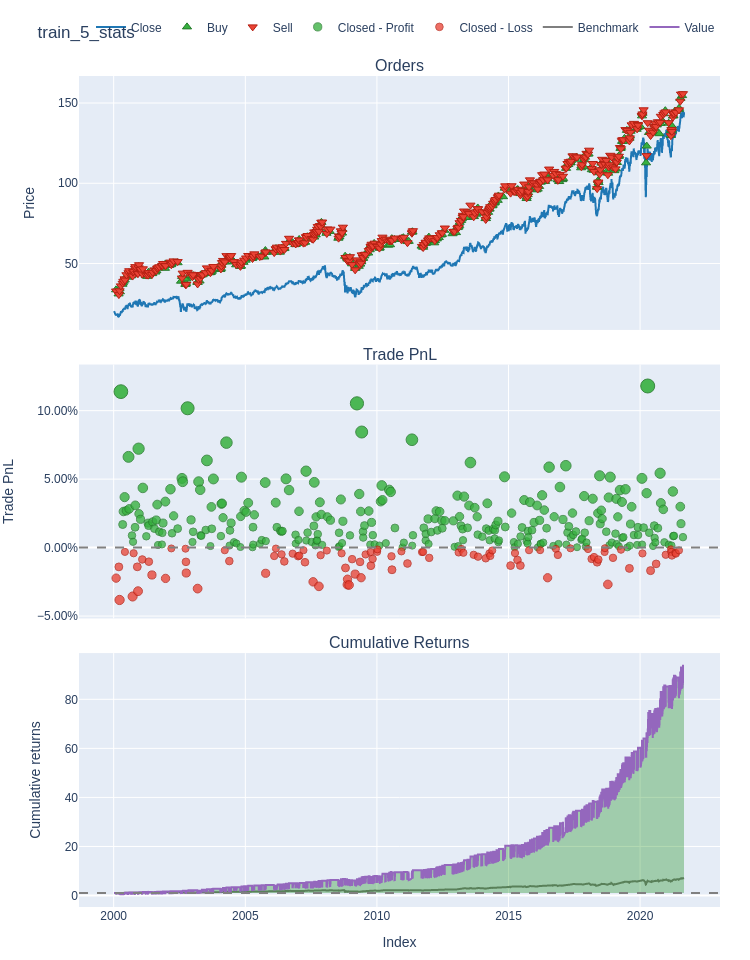 train_5_stats
Close Buy Sell Closed - Profit Closed - Loss Benchmark Value
Orders
150
100
50
Price
Trade PnL
10.00%
5.00%
0.00%
−5.00%
Trade PnL
Cumulative Returns
80
60
40
20
0
Cumulative returns
2000 2005 2010 2015 2020
Index